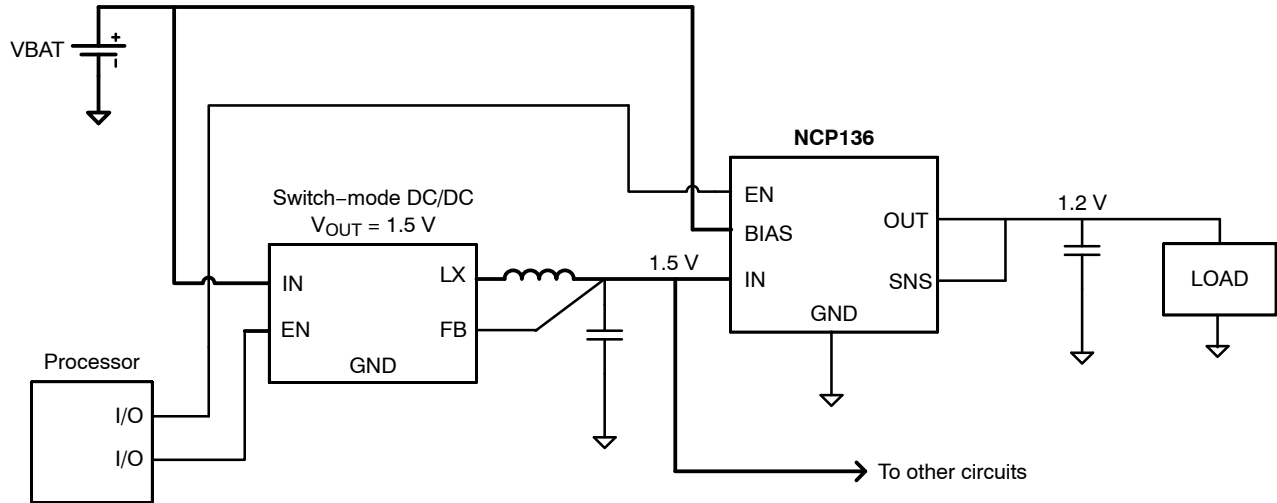 VBAT
+
–
NCP136
Switch−mode DC/DC
VOUT = 1.5 V
EN
OUT
1.2 V
BIAS
LX
1.5 V
IN
IN
SNS
LOAD
EN
FB
GND
GND
Processor
I/O
I/O
To other circuits